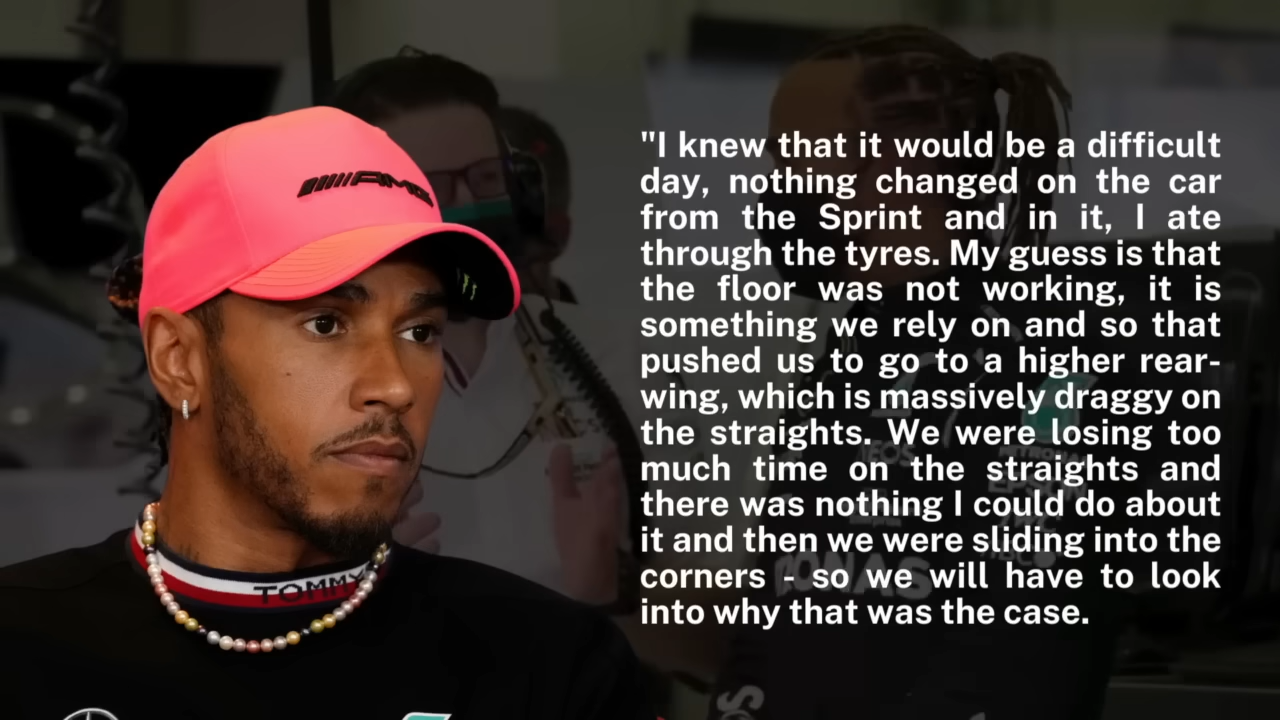 "I knew that it would be a difficult
day, nothing changed on the car
from the Sprint and in it, I ate
through the tyres. My guess is that
the floor was not working, it is
something we rely on and so that
pushed us to go to a higher rear-
wing, which is massively draggy on
the straights. We were losing too
much time on the straights and
there was nothing I could do about
it and then we were sliding into the
corners - so we will have to look
into why that was the case.
AMG
TOMMY